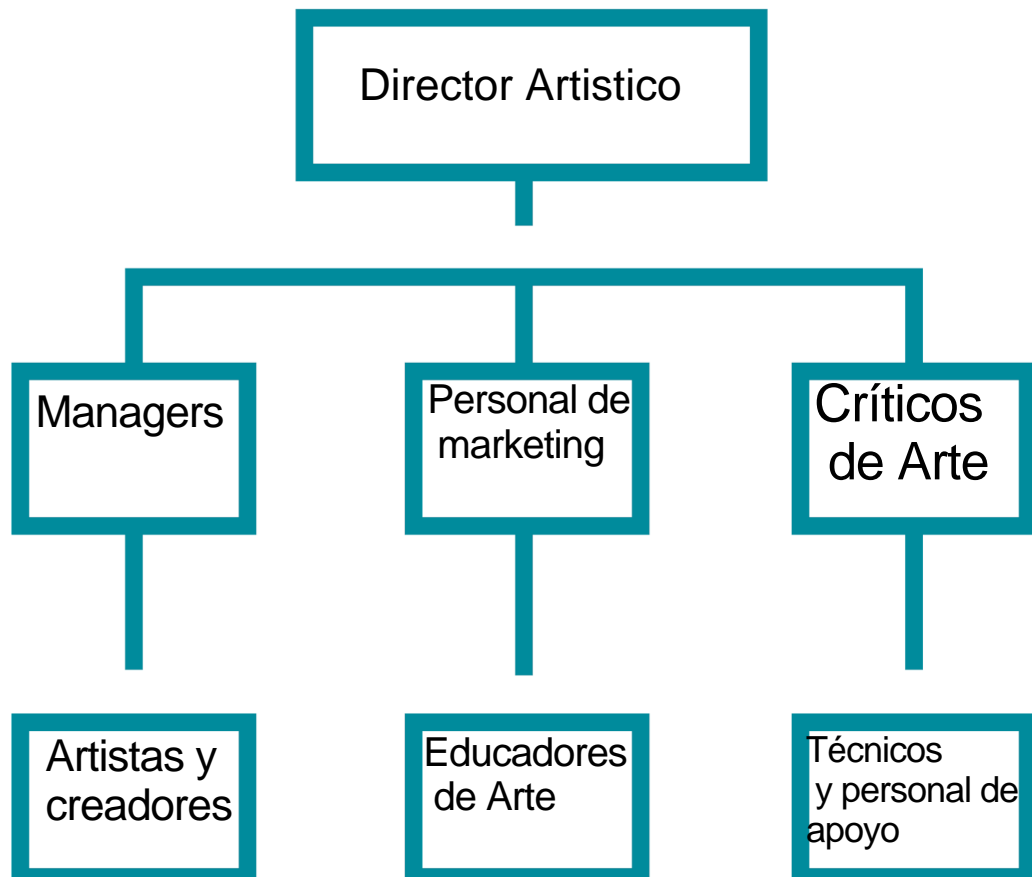 Director Artistico
Managers
Personal de
marketing
Críticos
de Arte
Artistas y
creadores
Educadores
de Arte
Técnicos
y personal de
apoyo